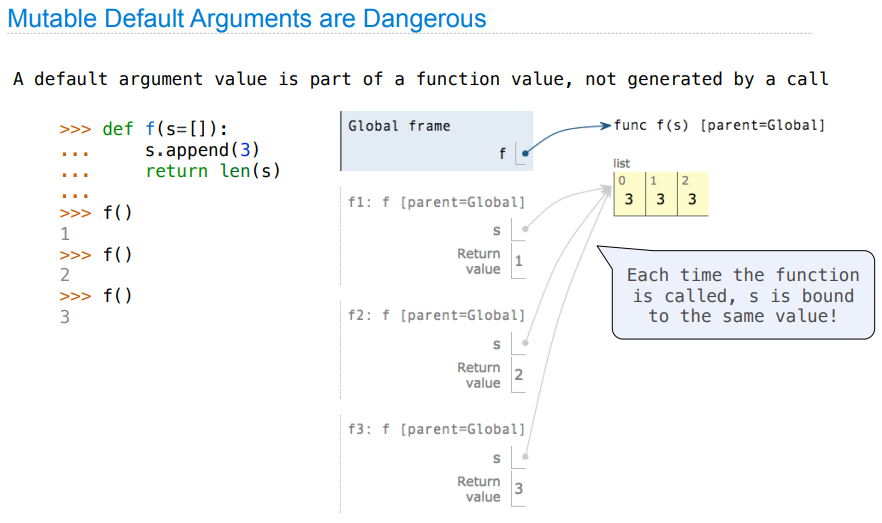 Mutable Default Arguments are Dangerous
A default argument value is part of a function value, not generated by a call
>>> def f(s=[]):
...     s.append(3)
...     return len(s)
...
>>> f()
1
>>> f()
2
>>> f()
3
Global frame
f
func f(s) [parent=Global]
list
0 1 2
3 3 3
f1: f [parent=Global]
s
Return
value 1
f2: f [parent=Global]
s
Return
value 2
f3: f [parent=Global]
s
Return
value 3
Each time the function
is called, s is bound
to the same value!